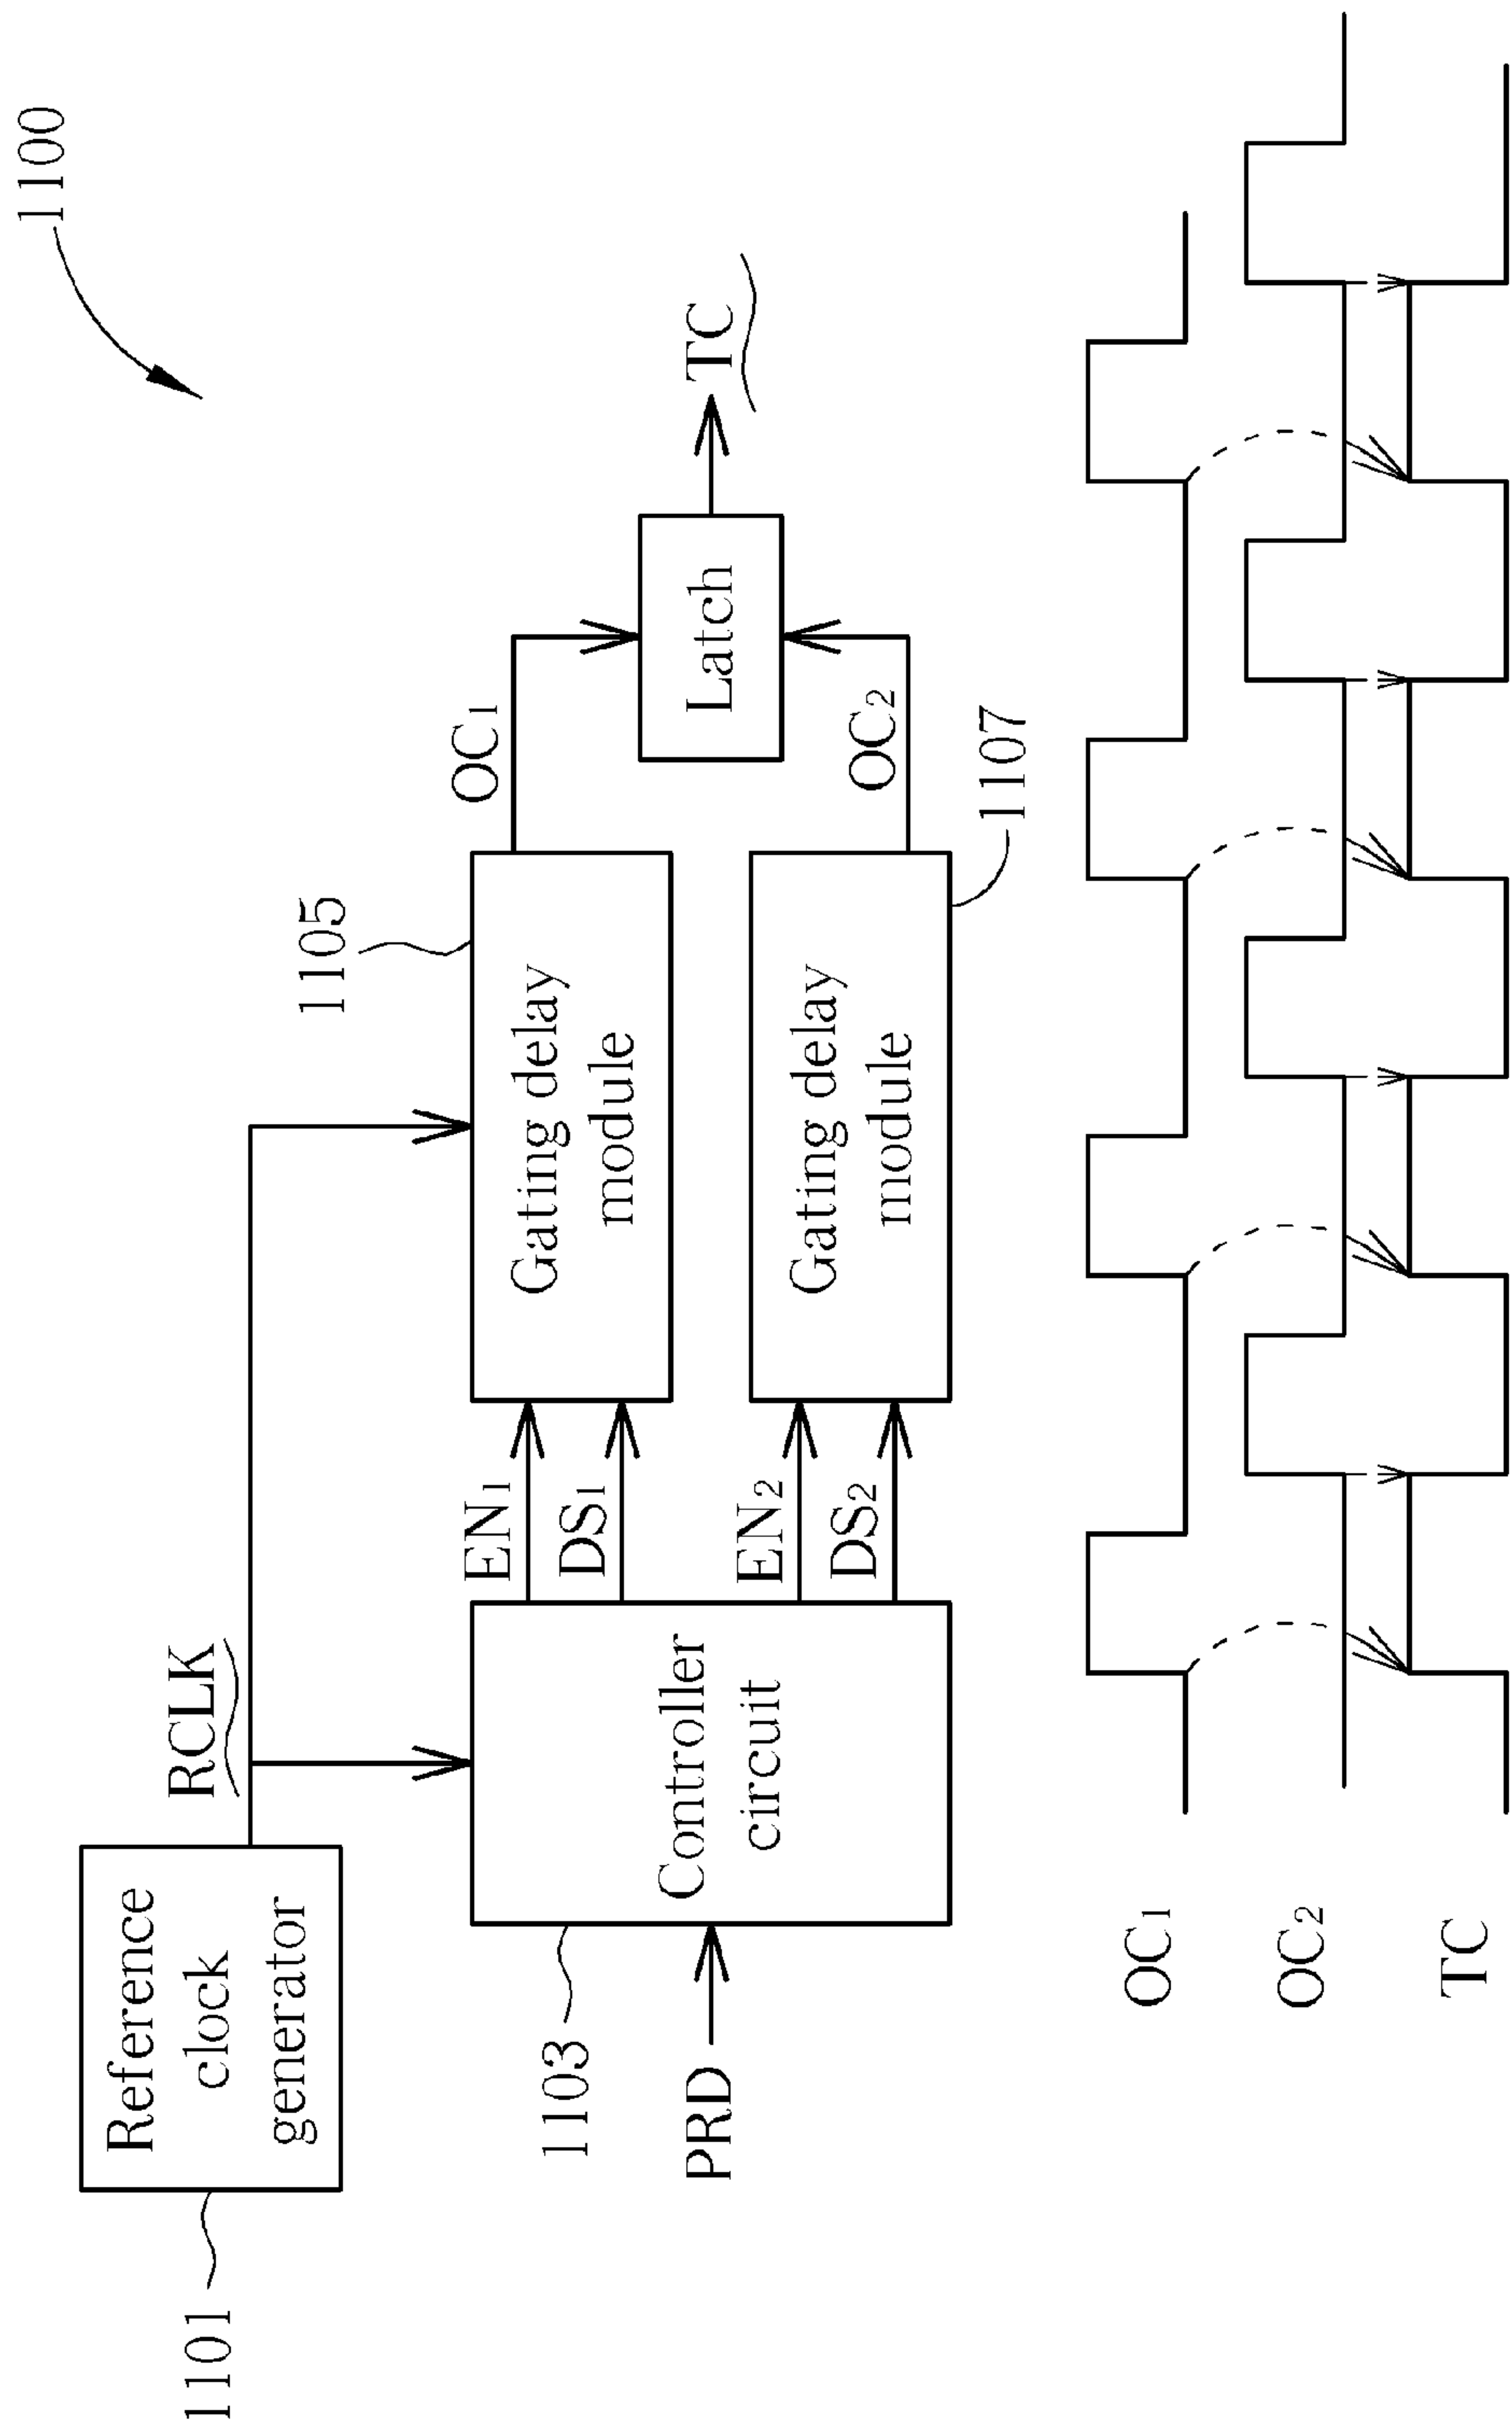 1100
1101
Reference
clock
generator
RCLK
1103
PRD
Controller
circuit
EN1
DS1
EN2
DS2
1105
Gating delay
module
Gating delay
module
1107
OC1
OC2
Latch
TC
OC1
OC2
TC